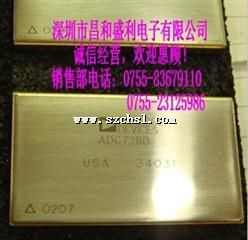 △ 02
深圳市昌和盛利电子有限公司
诚信经营，欢迎惠顾！
销售部电话：0755-83679110
0755-23125986
DEVICES
ADC72BD
www.szchsl.com
USA 34031
△ 0207